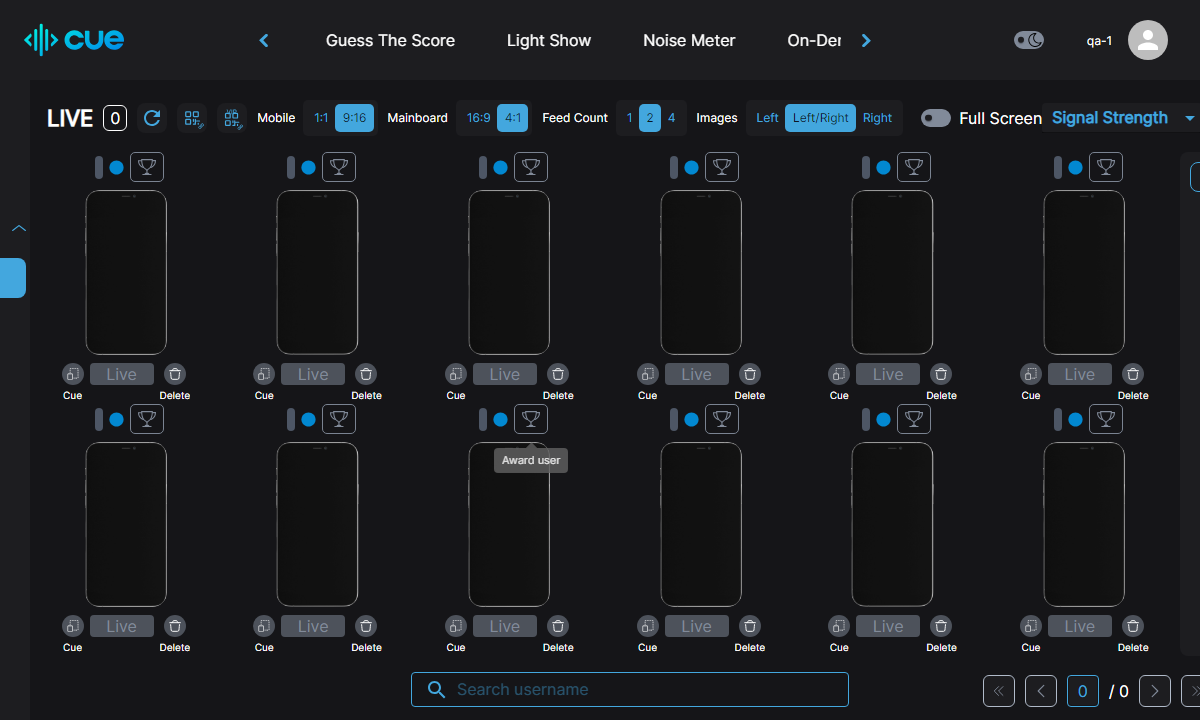 cue
Guess The Score
Light Show
Noise Meter
On-Der
qa-1
LIVE 0
Mobile 1:1 9:16
Mainboard 16:9 4:1
Feed Count 1 2 4
Images Left Left/Right Right
Full Screen
Signal Strength
Live Live Live Live Live Live
Cue Delete Cue Delete Cue Delete Cue Delete Cue Delete Cue Delete
Award user
Live Live Live Live Live Live
Cue Delete Cue Delete Cue Delete Cue Delete Cue Delete Cue Delete
Search username
0 / 0